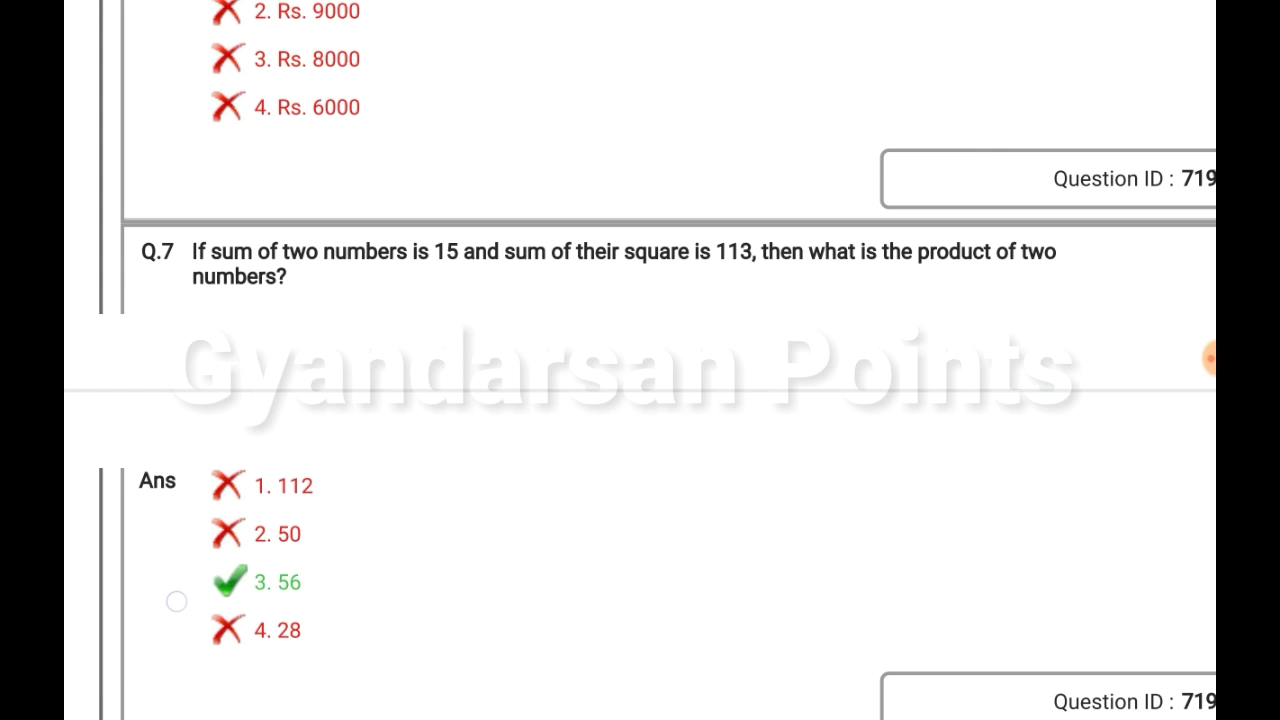 2. Rs. 9000
3. Rs. 8000
4. Rs. 6000
Question ID : 719
Q.7 If sum of two numbers is 15 and sum of their square is 113, then what is the product of two
numbers?
Gyandarsan Points
Ans 1. 112
2. 50
3. 56
4. 28
Question ID : 719